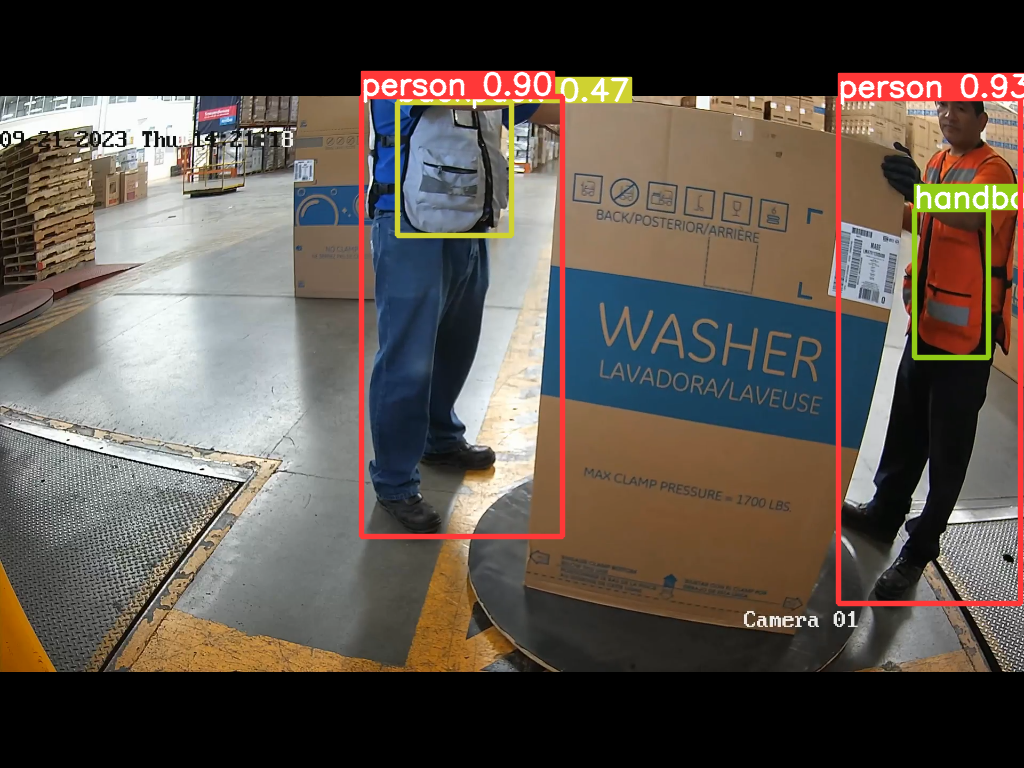 person 0.90
0.47
person 0.93
09-21-2023 Thu 14:21:18
handba
BACK/POSTERIOR/ARRIÈRE
MABE
WASHER
LAVADORA/LAVEUSE
MAX CLAMP PRESSURE = 1700 LBS.
Camera 01